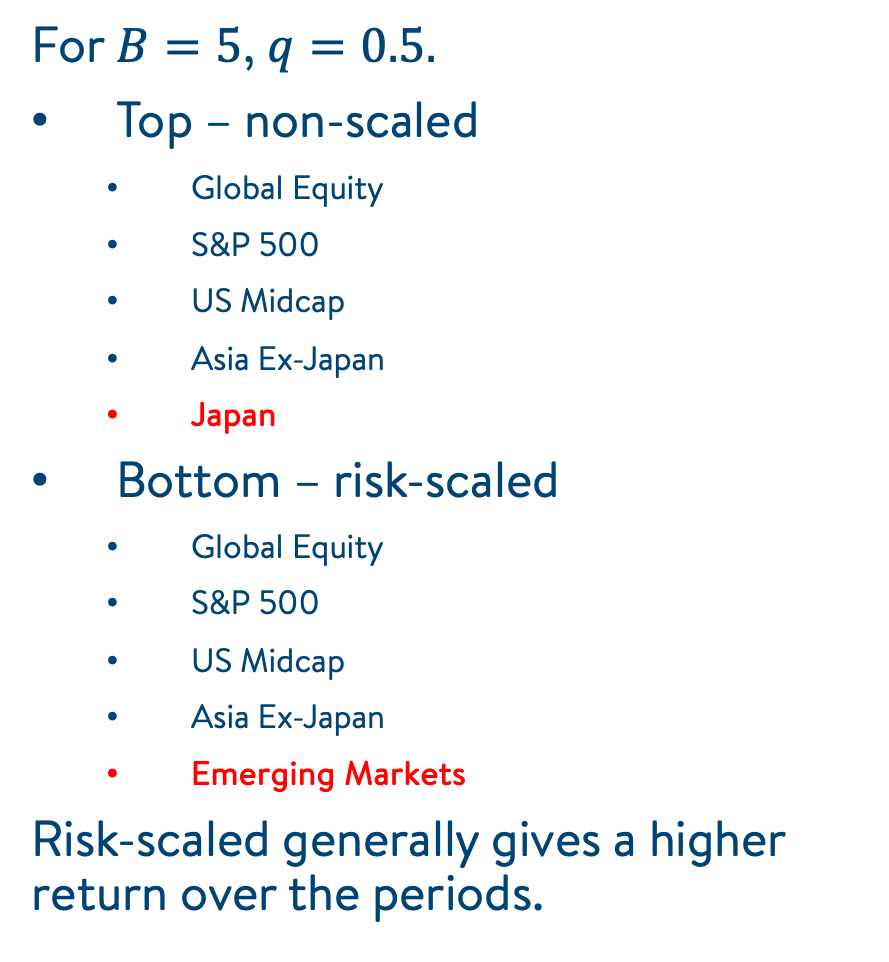 For B = 5, q = 0.5.
• Top – non-scaled
• Global Equity
• S&P 500
• US Midcap
• Asia Ex-Japan
• Japan
• Bottom – risk-scaled
• Global Equity
• S&P 500
• US Midcap
• Asia Ex-Japan
• Emerging Markets
Risk-scaled generally gives a higher
return over the periods.